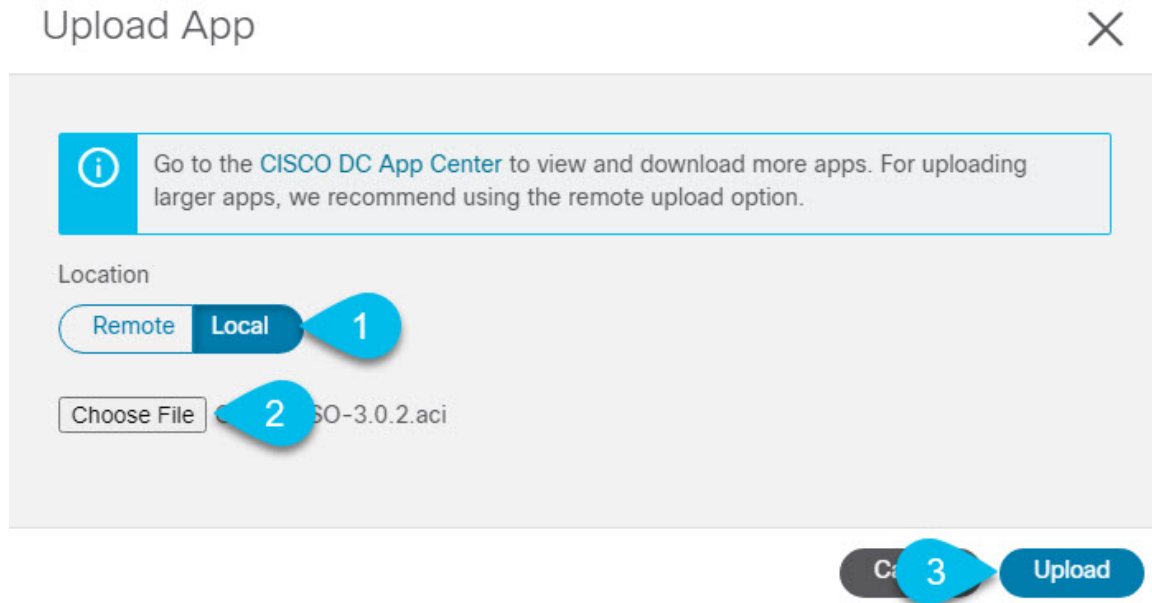 Upload App
Go to the CISCO DC App Center to view and download more apps. For uploading
larger apps, we recommend using the remote upload option.
Location
Remote Local 1
Choose File 2 SO-3.0.2.aci
3 Upload